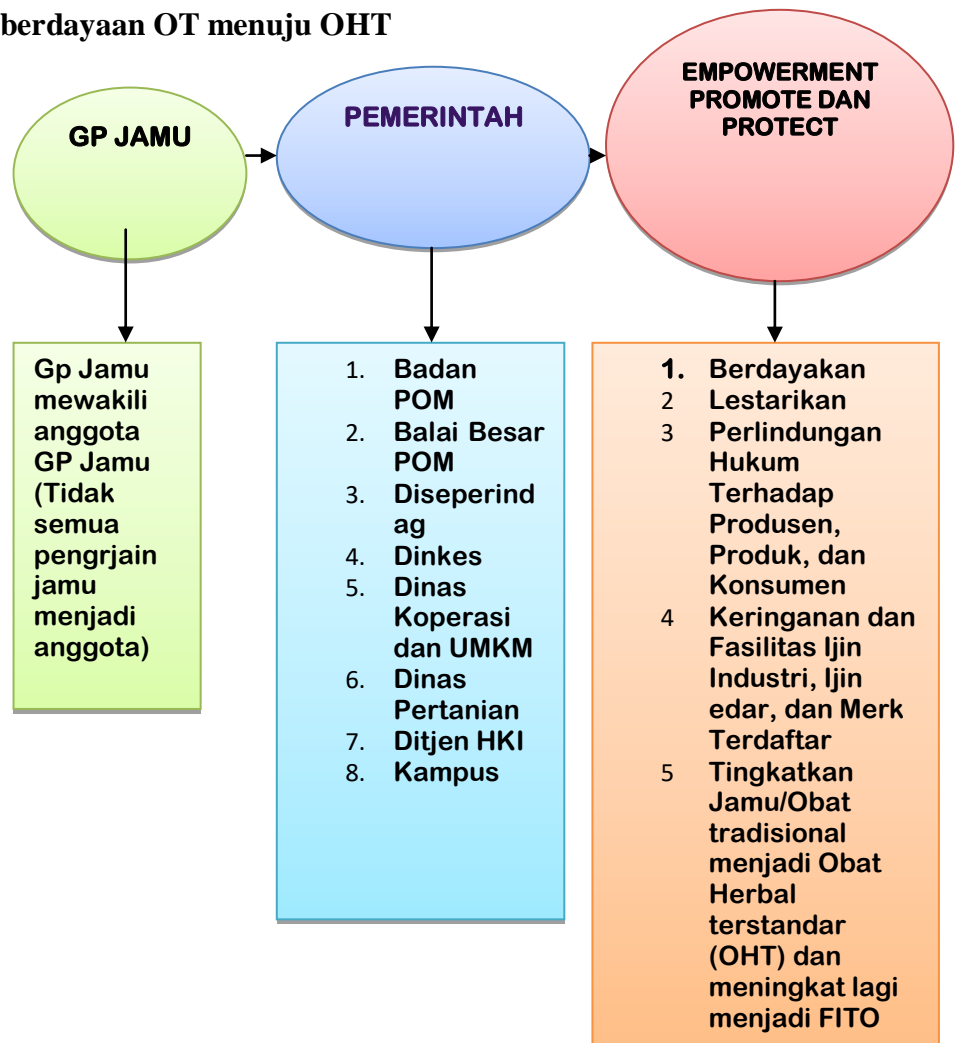 berdayaan OT menuju OHT
GP JAMU
PEMERINTAH
EMPOWERMENT
PROMOTE DAN
PROTECT
Gp Jamu
mewakili
anggota
GP Jamu
(Tidak
semua
pengrjain
jamu
menjadi
anggota)
1. Badan
POM
2. Balai Besar
POM
3. Diseperind
ag
4. Dinkes
5. Dinas
Koperasi
dan UMKM
6. Dinas
Pertanian
7. Ditjen HKI
8. Kampus
1. Berdayakan
2 Lestarikan
3 Perlindungan
Hukum
Terhadap
Produsen,
Produk, dan
Konsumen
4 Keringanan dan
Fasilitas Ijin
Industri, Ijin
edar, dan Merk
Terdaftar
5 Tingkatkan
Jamu/Obat
tradisional
menjadi Obat
Herbal
terstandar
(OHT) dan
meningkat lagi
menjadi FITO